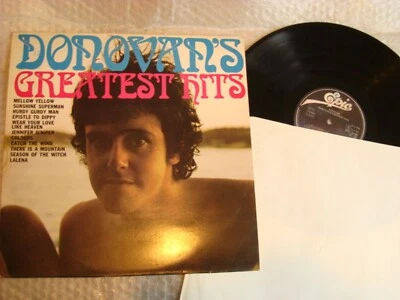 DONOVAN'S
GREATEST HITS
MELLOW YELLOW
SUNSHINE SUPERMAN
HURDY GURDY MAN
EPISTLE TO DIPPY
WEAR YOUR LOVE
LIKE HEAVEN
JENNIFER JUNIPER
COLOURS
CATCH THE WIND
THERE IS A MOUNTAIN
SEASON OF THE WITCH
LALENA
Epic